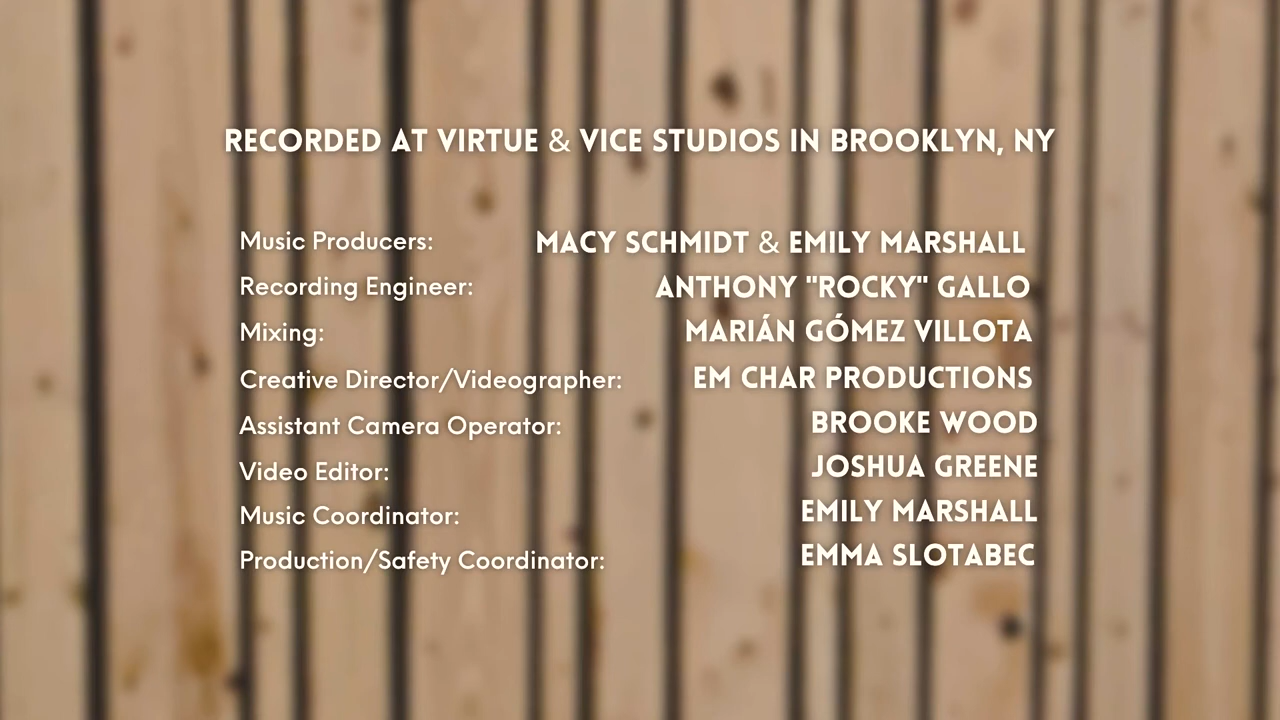 RECORDED AT VIRTUE & VICE STUDIOS IN BROOKLYN, NY
Music Producers: MACY SCHMIDT & EMILY MARSHALL
Recording Engineer: ANTHONY "ROCKY" GALLO
Mixing: MARIÁN GÓMEZ VILLOTA
Creative Director/Videographer: EM CHAR PRODUCTIONS
Assistant Camera Operator: BROOKE WOOD
Video Editor: JOSHUA GREENE
Music Coordinator: EMILY MARSHALL
Production/Safety Coordinator: EMMA SLOTABEC